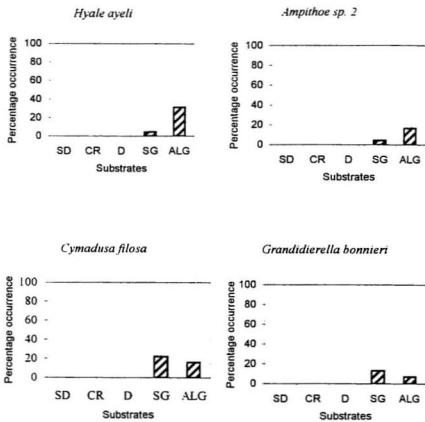 Hyale ayeli
Percentage occurrence
100
80
60
40
20
0
SD CR D SG ALG
Substrates
Ampithoe sp. 2
Percentage occurrence
100
80
60
40
20
0
SD CR D SG ALG
Substrates
Cymadusa filosa
Percentage occurrence
100
80
60
40
20
0
SD CR D SG ALG
Substrates
Grandidierella bonnieri
Percentage occurrence
100
80
60
40
20
0
SD CR D SG ALG
Substrates